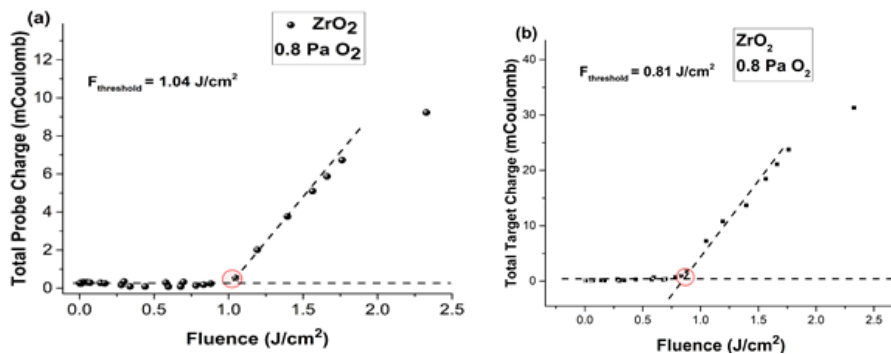 (a)
ZrO2
0.8 Pa O2
Fthreshold = 1.04 J/cm2
Total Probe Charge (mCoulomb)
14
12
10
8
6
4
2
0
0.0 0.5 1.0 1.5 2.0 2.5
Fluence (J/cm2)
(b)
ZrO2
0.8 Pa O2
Fthreshold = 0.81 J/cm2
Total Target Charge (mCoulomb)
40
30
20
10
0
0.0 0.5 1.0 1.5 2.0 2.5
Fluence (J/cm2)